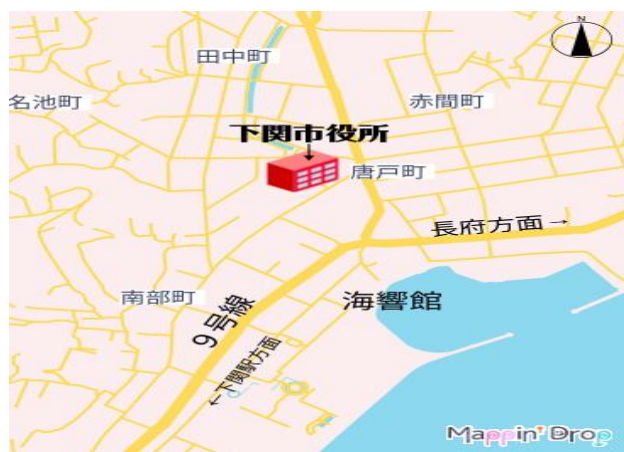 N
田中町
名池町
赤間町
下関市役所
↓
唐戸町
長府方面→
南部町
9号線
海響館
←下関駅方面
Mappin' Drop